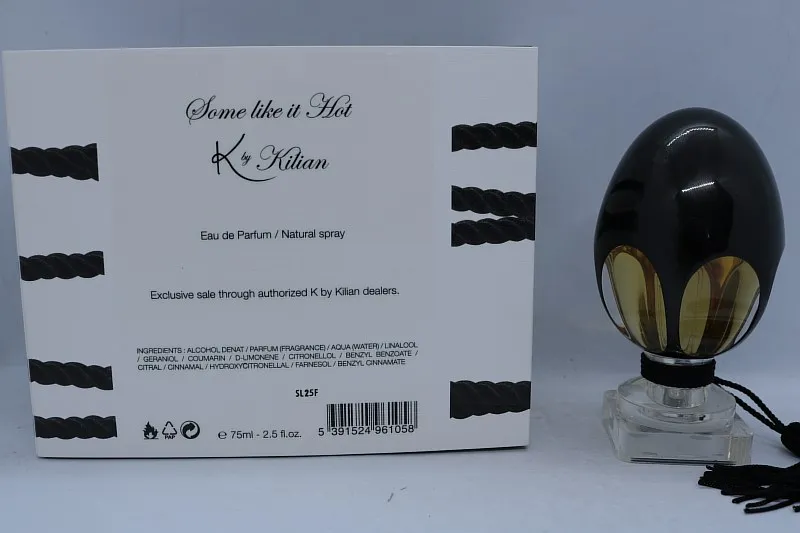 Some like it Hot
K by Kilian
Eau de Parfum / Natural spray
Exclusive sale through authorized K by Kilian dealers.
INGREDIENTS : ALCOHOL DENAT / PARFUM (FRAGRANCE) / AQUA (WATER) / LINALOOL
/ GERANIOL / COUMARIN / D-LIMONENE / CITRONELLOL / BENZYL BENZOATE /
CITRAL / CINNAMAL / HYDROXYCITRONELLAL / FARNESOL / BENZYL CINNAMATE
SL25F
PAP
℮ 75ml - 2.5 fl.oz.
5 391524 961058